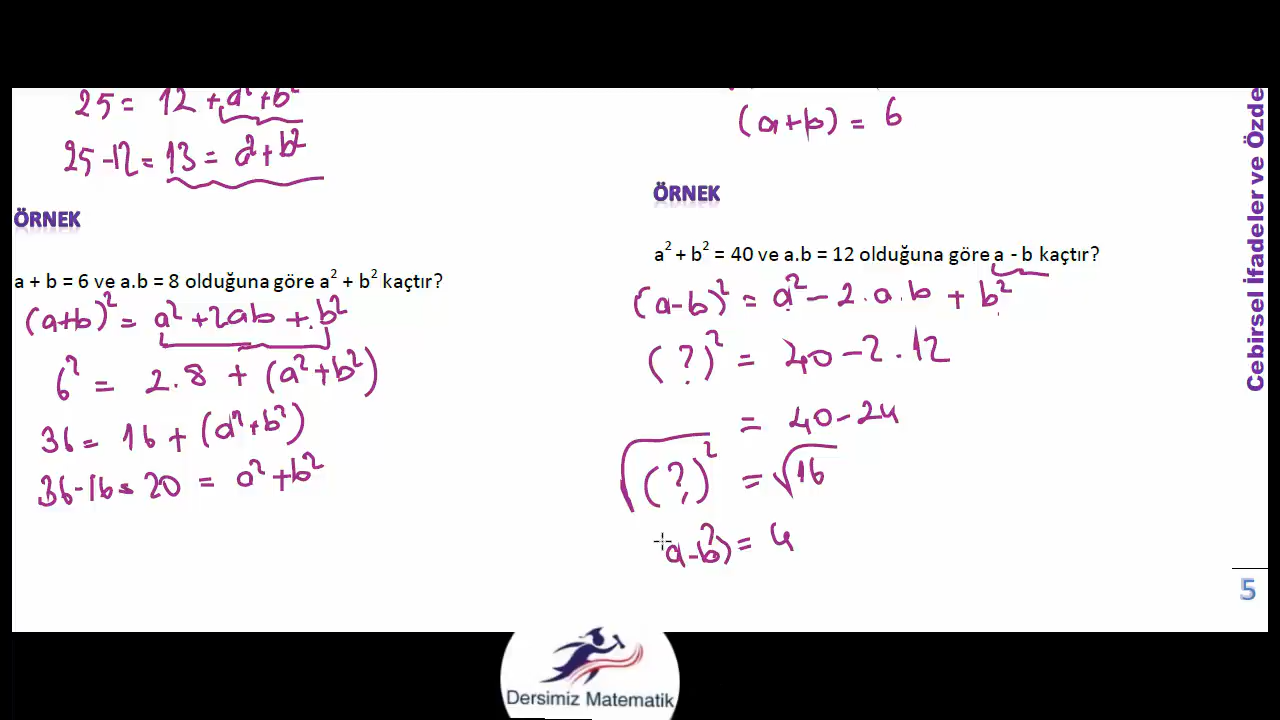 25 = 12 + a² + b²
25 - 12 = 13 = a² + b²
ÖRNEK
a + b = 6 ve a.b = 8 olduğuna göre a² + b² kaçtır?
(a+b)² = a² + 2ab + b²
6² = 2.8 + (a² + b²)
36 = 16 + (a² + b²)
36 - 16 = 20 = a² + b²
(a+b) = 6
ÖRNEK
a² + b² = 40 ve a.b = 12 olduğuna göre a - b kaçtır?
(a-b)² = a² - 2.a.b + b²
(?)² = 40 - 2.12
= 40 - 24
√(?)² = √16
a-b) = 4
Cebirsel İfadeler ve Özde
5
Dersimiz Matematik